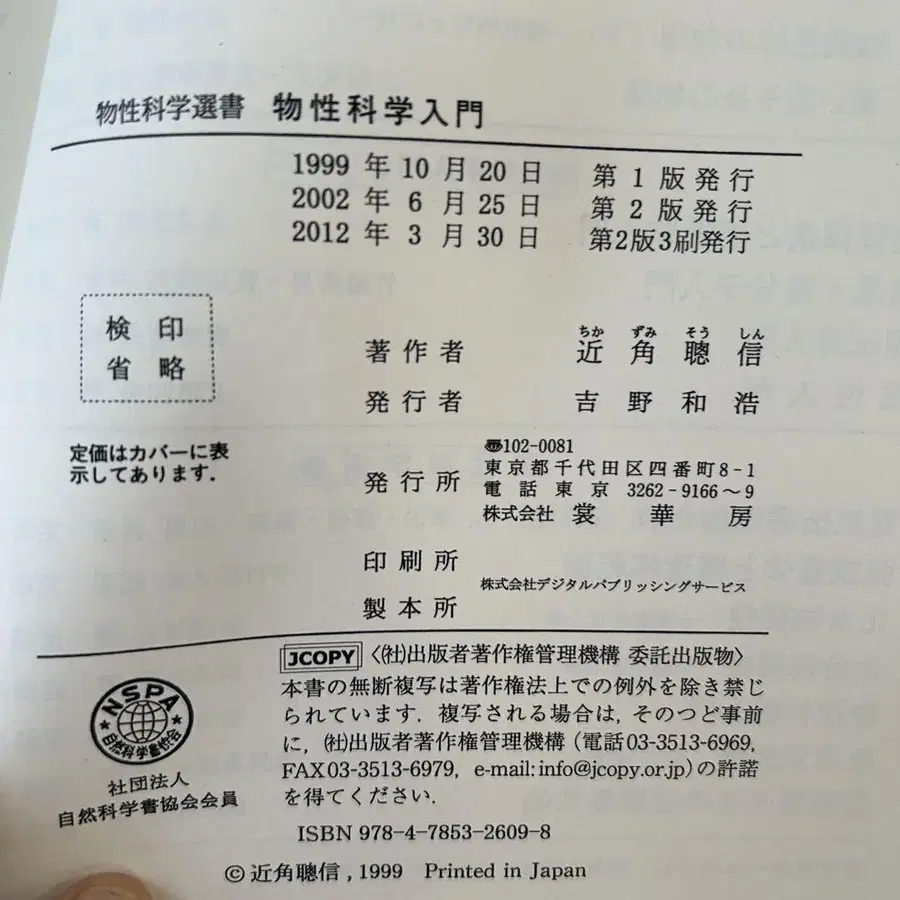 物性科学選書 物性科学入門
1999 年 10 月 20 日 第 1 版 発 行
2002 年 6 月 25 日 第 2 版 発 行
2012 年 3 月 30 日 第2版3刷発行
検 印
省 略
ちか ずみ そう しん
著 作 者 近 角 聰 信
発 行 者 吉 野 和 浩
定価はカバーに表
示してあります.
発 行 所
〠102-0081
東京都千代田区四番町8-1
電 話 東 京 3262-9166～9
株式会社 裳 華 房
印 刷 所
製 本 所
株式会社デジタルパブリッシングサービス
JCOPY 〈㈳出版者著作権管理機構 委託出版物〉
本書の無断複写は著作権法上での例外を除き禁じ
られています. 複写される場合は, そのつど事前
に, ㈳出版者著作権管理機構 (電話03-3513-6969,
FAX03-3513-6979, e-mail:info@jcopy.or.jp)の許諾
を得てください.
NSPA
自然科学書協会
社団法人
自然科学書協会会員
ISBN 978-4-7853-2609-8
© 近角聰信, 1999 Printed in Japan